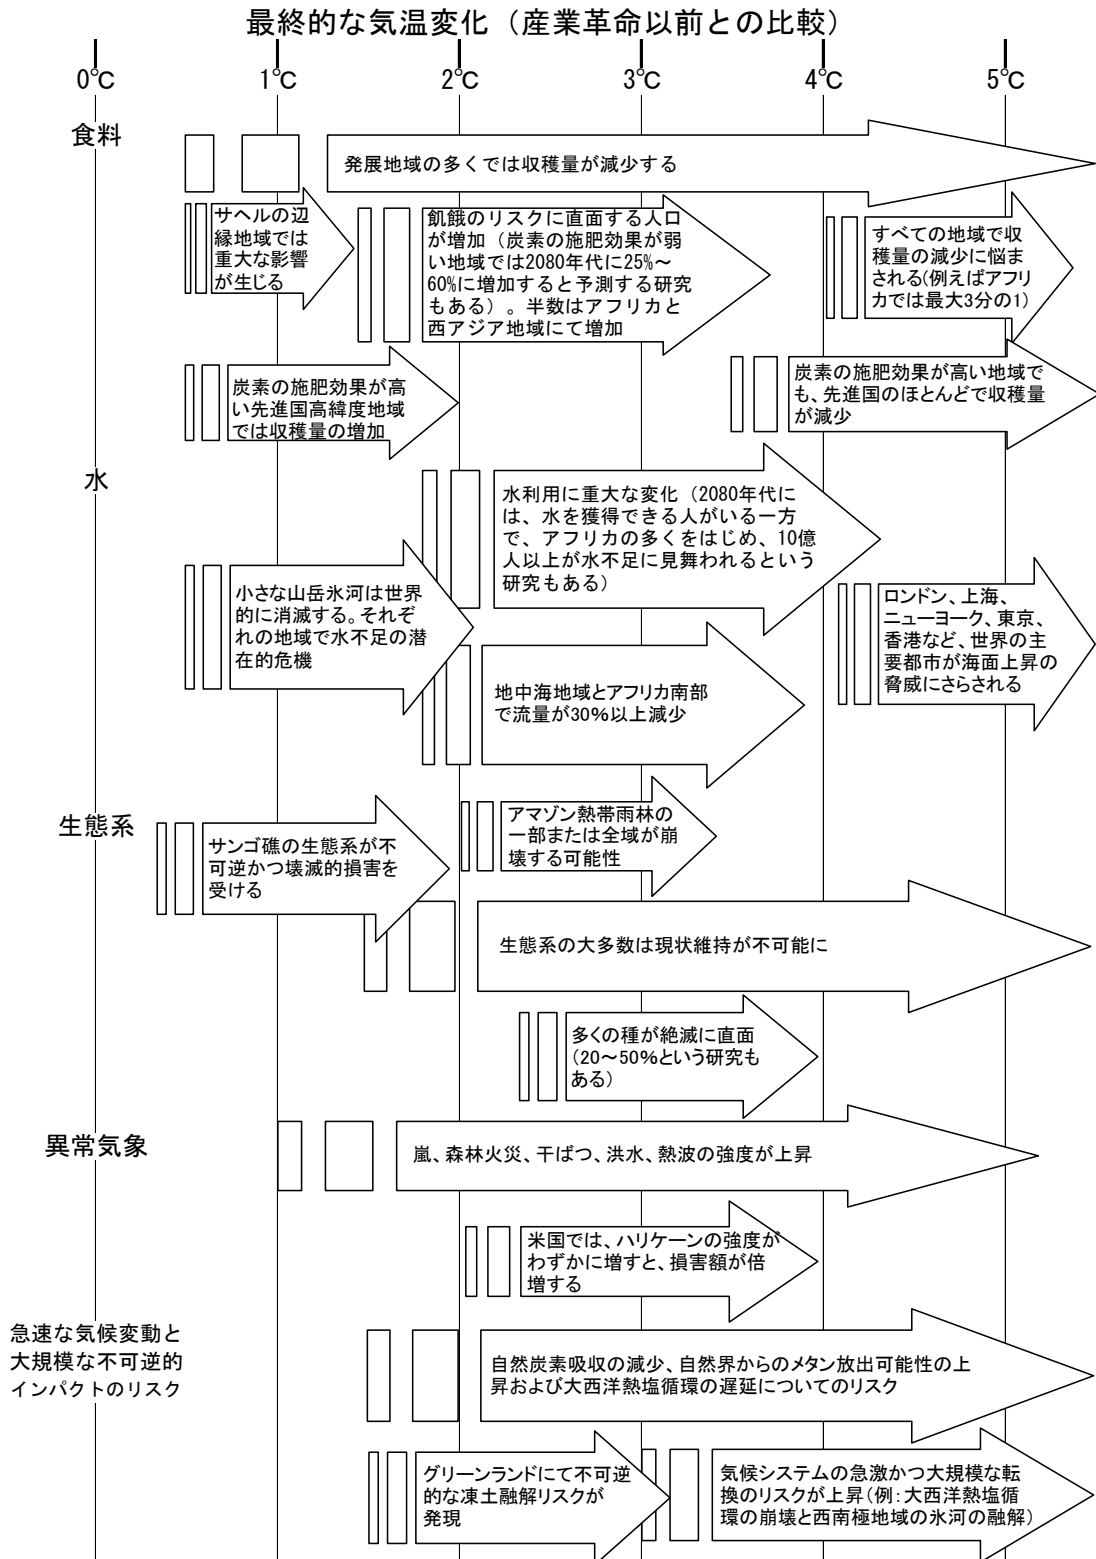 最終的な気温変化（産業革命以前との比較）
0℃ 1℃ 2℃ 3℃ 4℃ 5℃
食料
発展地域の多くでは収穫量が減少する
サヘルの辺
縁地域では
重大な影響
が生じる
飢餓のリスクに直面する人口
が増加（炭素の施肥効果が弱
い地域では2080年代に25%～
60%に増加すると予測する研究
もある）。半数はアフリカと
西アジア地域にて増加
すべての地域で収
穫量の減少に悩ま
される(例えばアフリ
カでは最大3分の1)
炭素の施肥効果が高
い先進国高緯度地域
では収穫量の増加
炭素の施肥効果が高い地域で
も、先進国のほとんどで収穫量
が減少
水
水利用に重大な変化（2080年代に
は、水を獲得できる人がいる一方
で、アフリカの多くをはじめ、10億
人以上が水不足に見舞われるという
研究もある）
小さな山岳氷河は世界
的に消滅する。それぞ
れの地域で水不足の潜
在的危機
ロンドン、上海、
ニューヨーク、東京、
香港など、世界の主
要都市が海面上昇の
脅威にさらされる
地中海地域とアフリカ南部
で流量が30%以上減少
生態系
サンゴ礁の生態系が不
可逆かつ壊滅的損害を
受ける
アマゾン熱帯雨林の
一部または全域が崩
壊する可能性
生態系の大多数は現状維持が不可能に
多くの種が絶滅に直面
(20～50%という研究も
ある)
異常気象
嵐、森林火災、干ばつ、洪水、熱波の強度が上昇
米国では、ハリケーンの強度が
わずかに増すと、損害額が倍
増する
急速な気候変動と
大規模な不可逆的
インパクトのリスク
自然炭素吸収の減少、自然界からのメタン放出可能性の上
昇および大西洋熱塩循環の遅延についてのリスク
グリーンランドにて不可逆
的な凍土融解リスクが
発現
気候システムの急激かつ大規模な転
換のリスクが上昇(例：大西洋熱塩循
環の崩壊と西南極地域の氷河の融解)